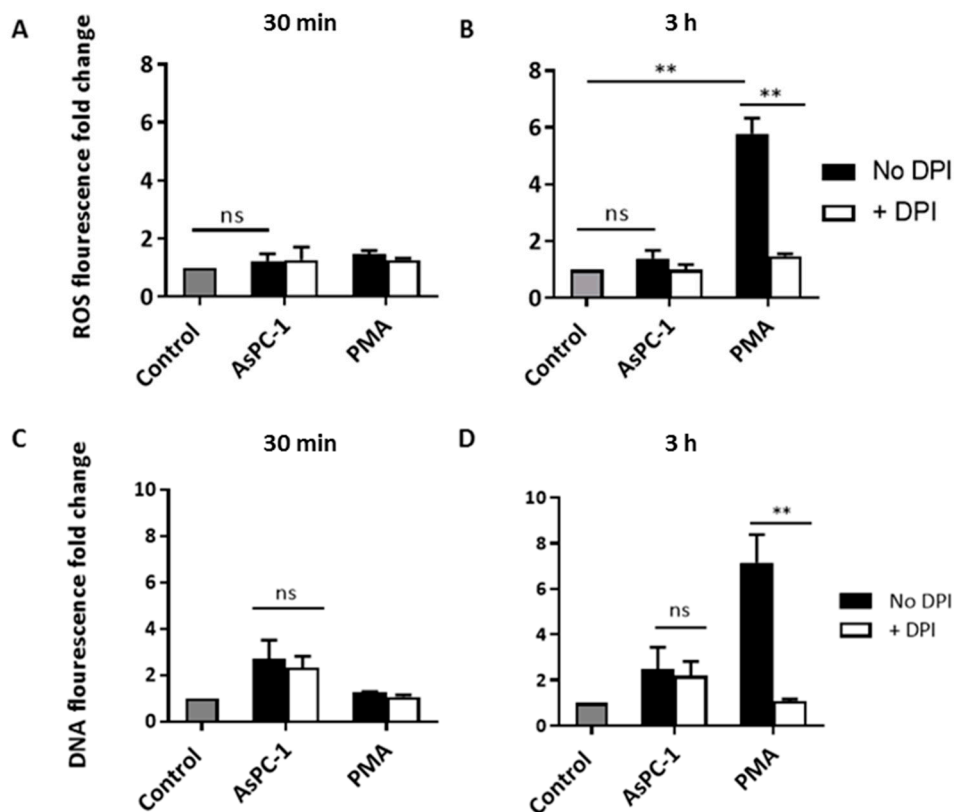 A
30 min
ROS flourescence fold change
8
6
4
2
0
ns
Control
AsPC-1
PMA
B
3 h
8
6
4
2
0
**
**
ns
Control
AsPC-1
PMA
No DPI
+ DPI
C
30 min
DNA flourescence fold change
10
8
6
4
2
0
ns
Control
AsPC-1
PMA
D
3 h
10
8
6
4
2
0
**
ns
Control
AsPC-1
PMA
No DPI
+ DPI